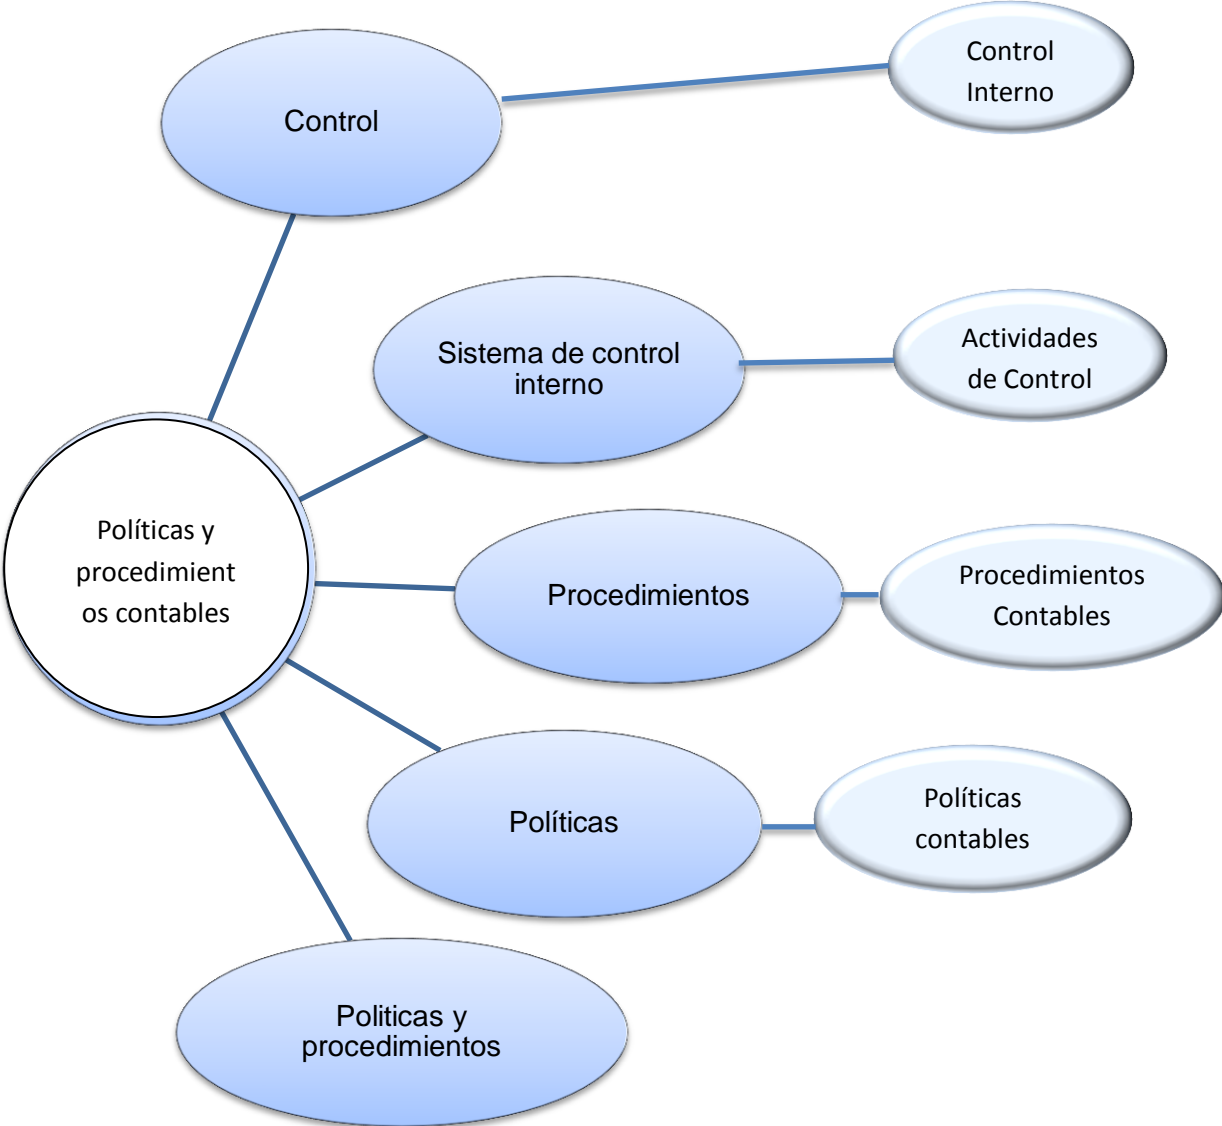 Control
Interno
Control
Sistema de control
interno
Actividades
de Control
Políticas y
procedimient
os contables
Procedimientos
Procedimientos
Contables
Políticas
Políticas
contables
Politicas y
procedimientos